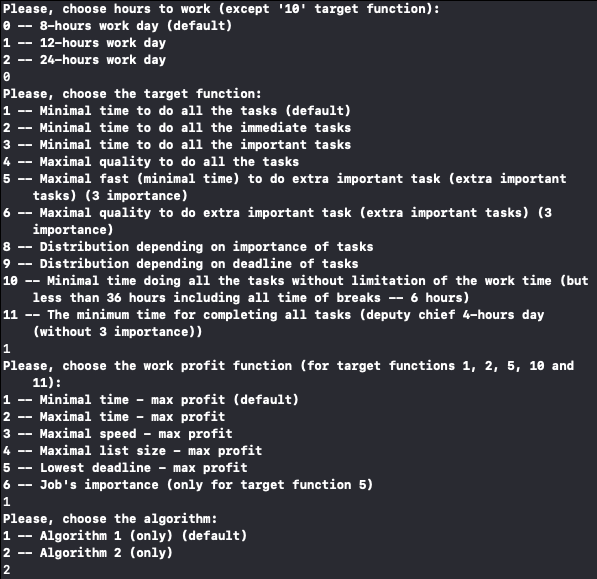 Please, choose hours to work (except '10' target function):
0 -- 8-hours work day (default)
1 -- 12-hours work day
2 -- 24-hours work day
0
Please, choose the target function:
1 -- Minimal time to do all the tasks (default)
2 -- Minimal time to do all the immediate tasks
3 -- Minimal time to do all the important tasks
4 -- Maximal quality to do all the tasks
5 -- Maximal fast (minimal time) to do extra important task (extra important
tasks) (3 importance)
6 -- Maximal quality to do extra important task (extra important tasks) (3
importance)
8 -- Distribution depending on importance of tasks
9 -- Distribution depending on deadline of tasks
10 -- Minimal time doing all the tasks without limitation of the work time (but
less than 36 hours including all time of breaks -- 6 hours)
11 -- The minimum time for completing all tasks (deputy chief 4-hours day
(without 3 importance))
1
Please, choose the work profit function (for target functions 1, 2, 5, 10 and
11):
1 -- Minimal time - max profit (default)
2 -- Maximal time - max profit
3 -- Maximal speed - max profit
4 -- Maximal list size - max profit
5 -- Lowest deadline - max profit
6 -- Job's importance (only for target function 5)
1
Please, choose the algorithm:
1 -- Algorithm 1 (only) (default)
2 -- Algorithm 2 (only)
2